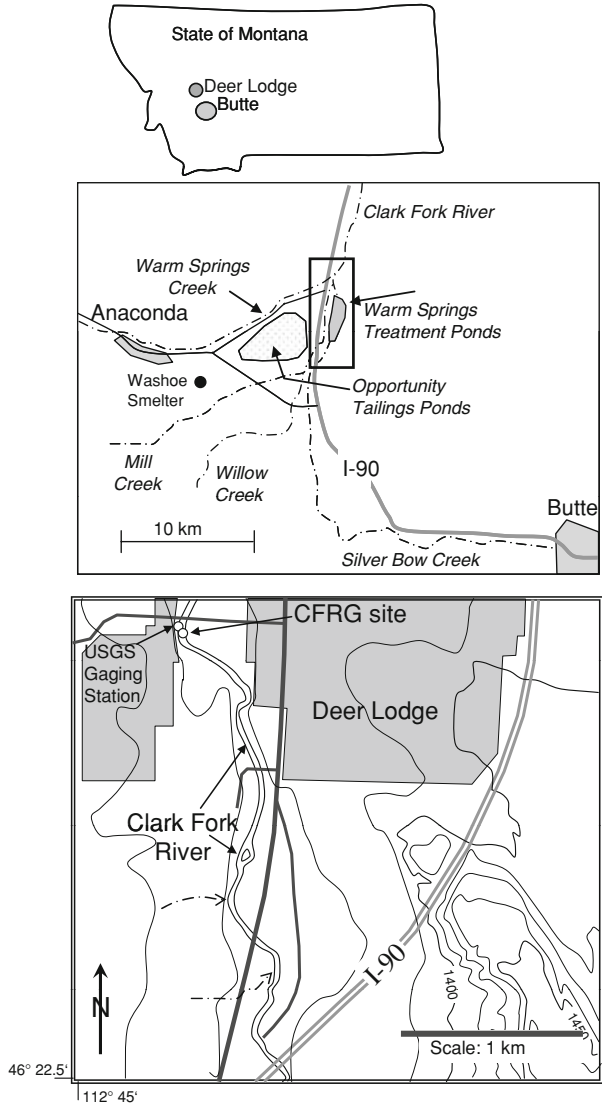 State of Montana
Deer Lodge
Butte
Clark Fork River
Warm Springs
Creek
Anaconda
Warm Springs
Treatment Ponds
Washoe
Smelter
Opportunity
Tailings Ponds
Mill
Creek
Willow
Creek
I-90
10 km
Butte
Silver Bow Creek
CFRG site
USGS
Gaging
Station
Deer Lodge
Clark Fork
River
I-90
1400
1450
N
Scale: 1 km
46° 22.5'
112° 45'